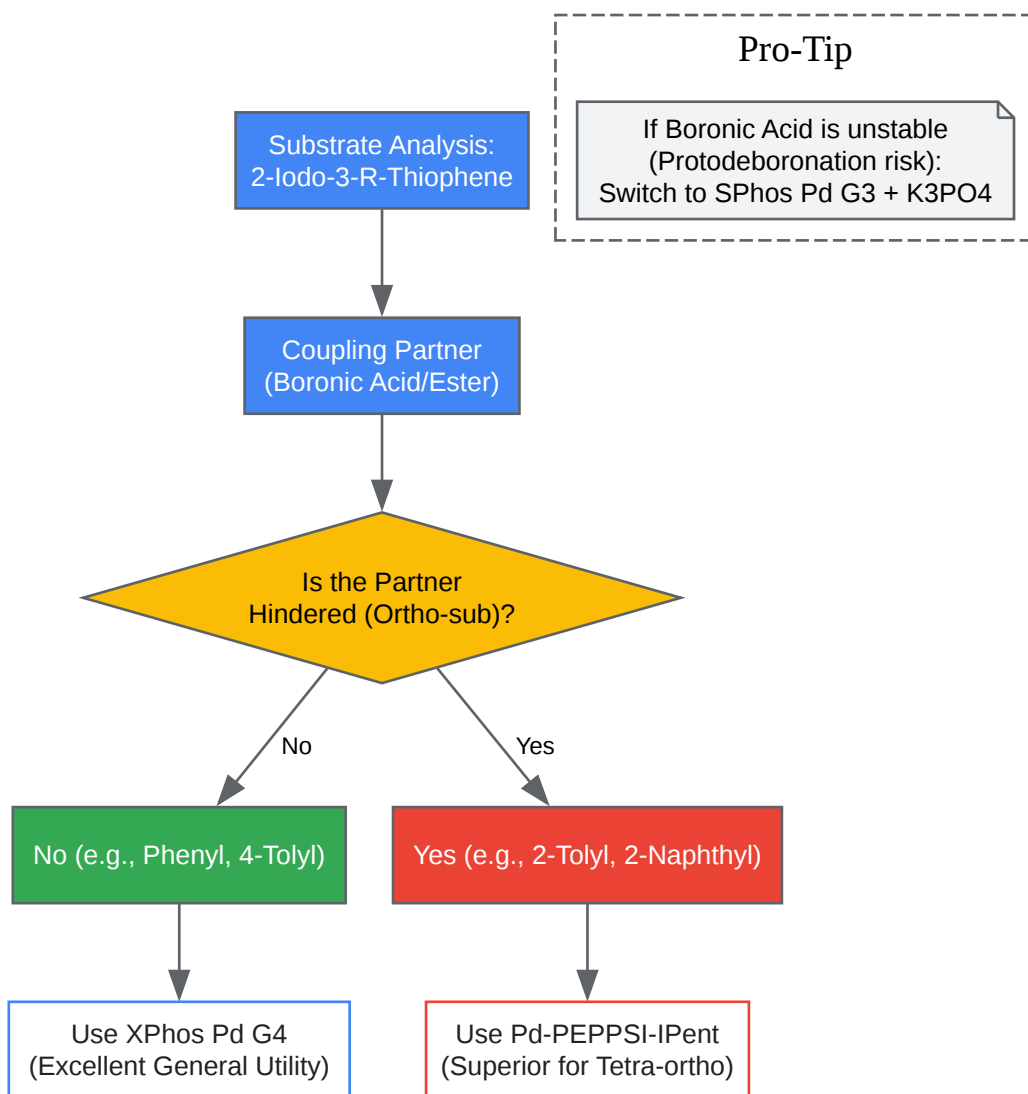 Pro-Tip
If Boronic Acid is unstable
(Protodeboronation risk):
Switch to SPhos Pd G3 + K3PO4
Substrate Analysis:
2-Iodo-3-R-Thiophene
Coupling Partner
(Boronic Acid/Ester)
Is the Partner
Hindered (Ortho-sub)?
No
Yes
No (e.g., Phenyl, 4-Tolyl)
Yes (e.g., 2-Tolyl, 2-Naphthyl)
Use XPhos Pd G4
(Excellent General Utility)
Use Pd-PEPPSI-IPent
(Superior for Tetra-ortho)